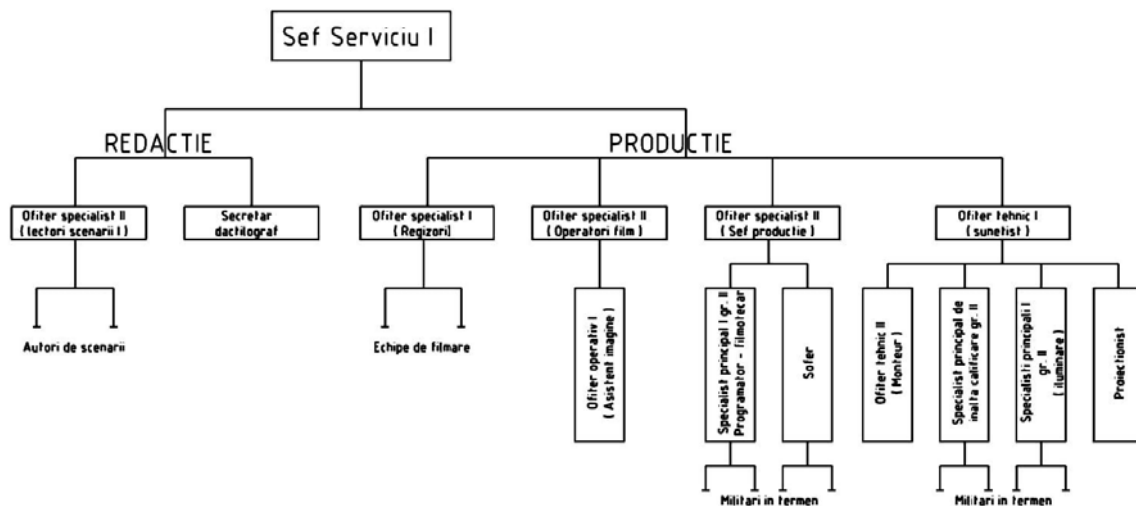 Sef Serviciu I
REDACTIE
PRODUCTIE
Ofiter specialist II
( lectori scenarii I )
Secretar
dactilograf
Ofiter specialist I
( Regizori)
Ofiter specialist II
( Operatori film )
Ofiter specialist II
( Sef productie )
Ofiter tehnic I
( sunetist )
Autori de scenarii
Echipe de filmare
Ofiter operativ I
( Asistent imagine )
Specialist principal I gr. II
Programator - filmotecar
Sofer
Ofiter tehnic II
( Monteur )
Specialist principal de
inalta calificare gr. II
Specialisti principali I
gr. II
( iluminare )
Proiectionist
Militari in termen
Militari in termen